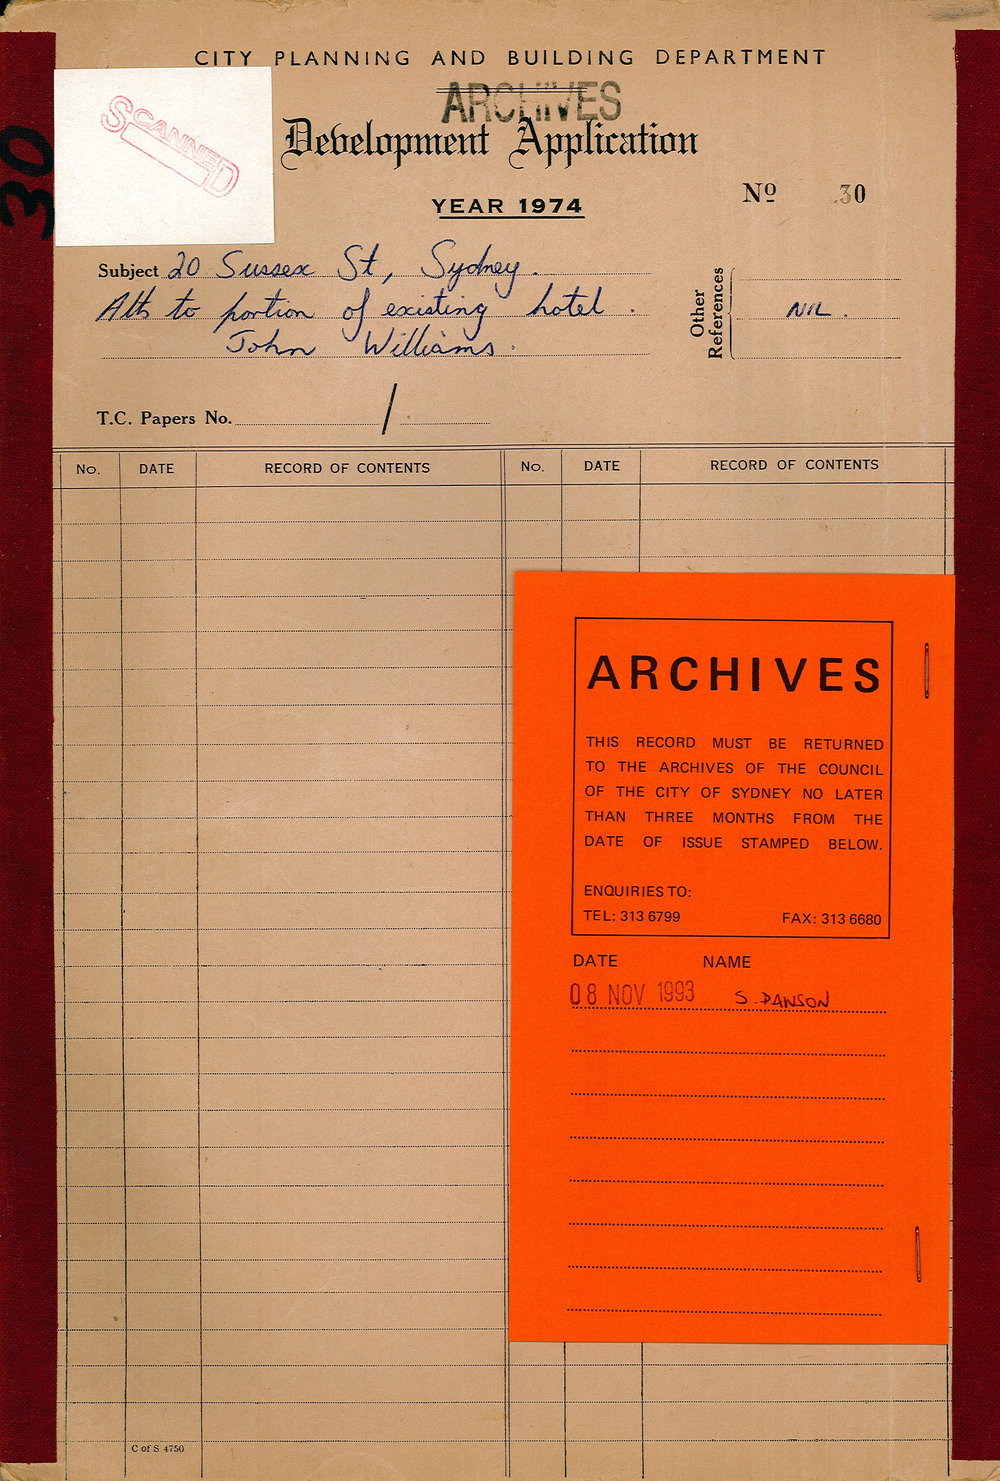 CITY PLANNING AND BUILDING DEPARTMENT
ARCHIVES
SCANNED
Development Application
30
YEAR 1974
Nº 30
Subject 20 Sussex St, Sydney.
Alts to portion of existing hotel.
John Williams.
Other References
NIL.
T.C. Papers No. /
No. DATE RECORD OF CONTENTS No. DATE RECORD OF CONTENTS
ARCHIVES
THIS RECORD MUST BE RETURNED
TO THE ARCHIVES OF THE COUNCIL
OF THE CITY OF SYDNEY NO LATER
THAN THREE MONTHS FROM THE
DATE OF ISSUE STAMPED BELOW.
ENQUIRIES TO:
TEL: 313 6799 FAX: 313 6680
DATE NAME
08 NOV 1993 S. DAWSON
C of S 4750